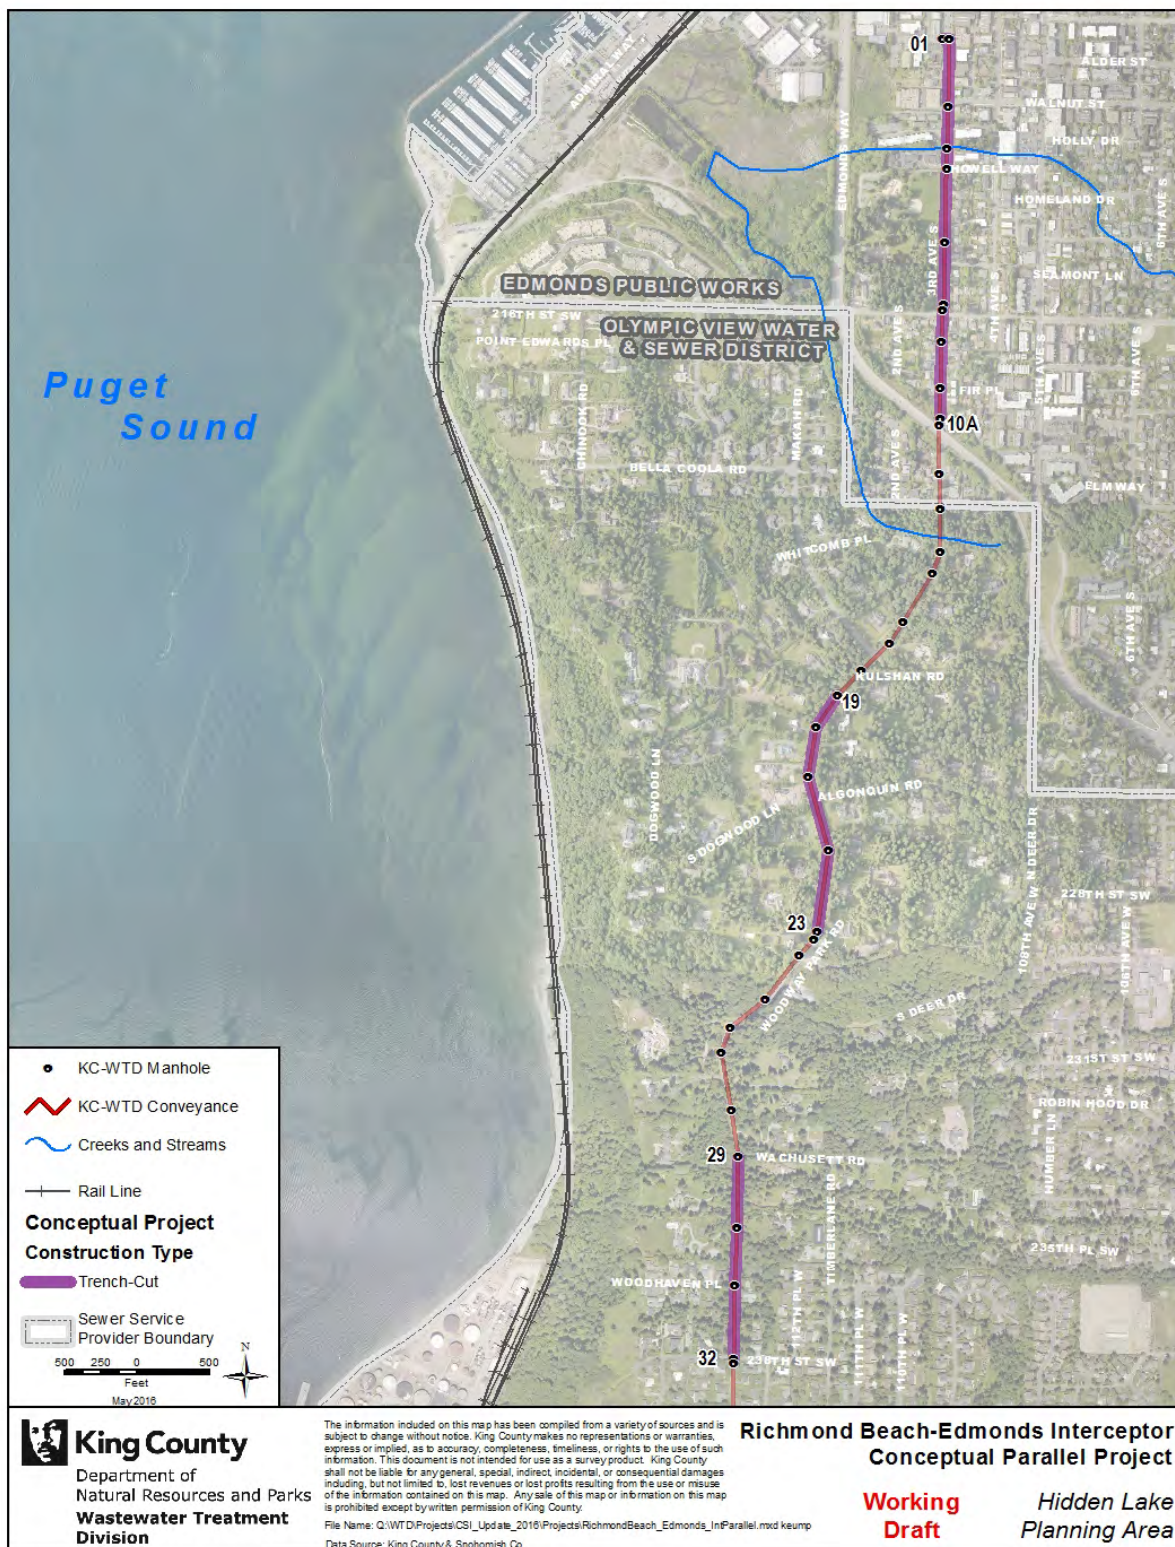 01
ALDER ST
ADMIRAL WAY
WALNUT ST
EDMONDS WAY
HOLLY DR
HOWELL WAY
HOMELAND DR
6TH AVE S
3RD AVE S
SEAMONT LN
4TH AVE S
EDMONDS PUBLIC WORKS
216TH ST SW
OLYMPIC VIEW WATER
& SEWER DISTRICT
POINT EDWARDS PL
2ND AVE S
5TH AVE S
6TH AVE S
FIR PL
Puget
Sound
CHINOOK RD
MAKAH RD
10A
2ND AVE S
BELLA COOLA RD
ELM WAY
WHITCOMB PL
6TH AVE S
KULSHAN RD
19
DOGWOOD LN
ALGONQUIN RD
S DOGWOOD LN
N DEER DR
228TH ST SW
23
WOODWAY PARK RD
108TH AVE W
106TH AVE W
S DEER DR
231ST ST SW
ROBIN HOOD DR
HUMBER LN
29
WACHUSETT RD
TIMBERLANE RD
235TH PL SW
WOODHAVEN PL
112TH PL W
111TH PL W
110TH PL W
32
238TH ST SW
KC-WTD Manhole
KC-WTD Conveyance
Creeks and Streams
Rail Line
Conceptual Project
Construction Type
Trench-Cut
Sewer Service
Provider Boundary
N
500 250 0 500
Feet
May 2016
King County
Department of
Natural Resources and Parks
Wastewater Treatment
Division
The information included on this map has been compiled from a variety of sources and is
subject to change without notice. King County makes no representations or warranties,
express or implied, as to accuracy, completeness, timeliness, or rights to the use of such
information. This document is not intended for use as a survey product. King County
shall not be liable for any general, special, indirect, incidental, or consequential damages
including, but not limited to, lost revenues or lost profits resulting from the use or misuse
of the information contained on this map. Any sale of this map or information on this map
is prohibited except by written permission of King County.
File Name: Q:\WTD\Projects\CSI_Update_2016\Projects\RichmondBeach_Edmonds_IntParallel.mxd keump
Data Source: King County & Snohomish Co
Richmond Beach-Edmonds Interceptor
Conceptual Parallel Project
Working
Draft
Hidden Lake
Planning Area